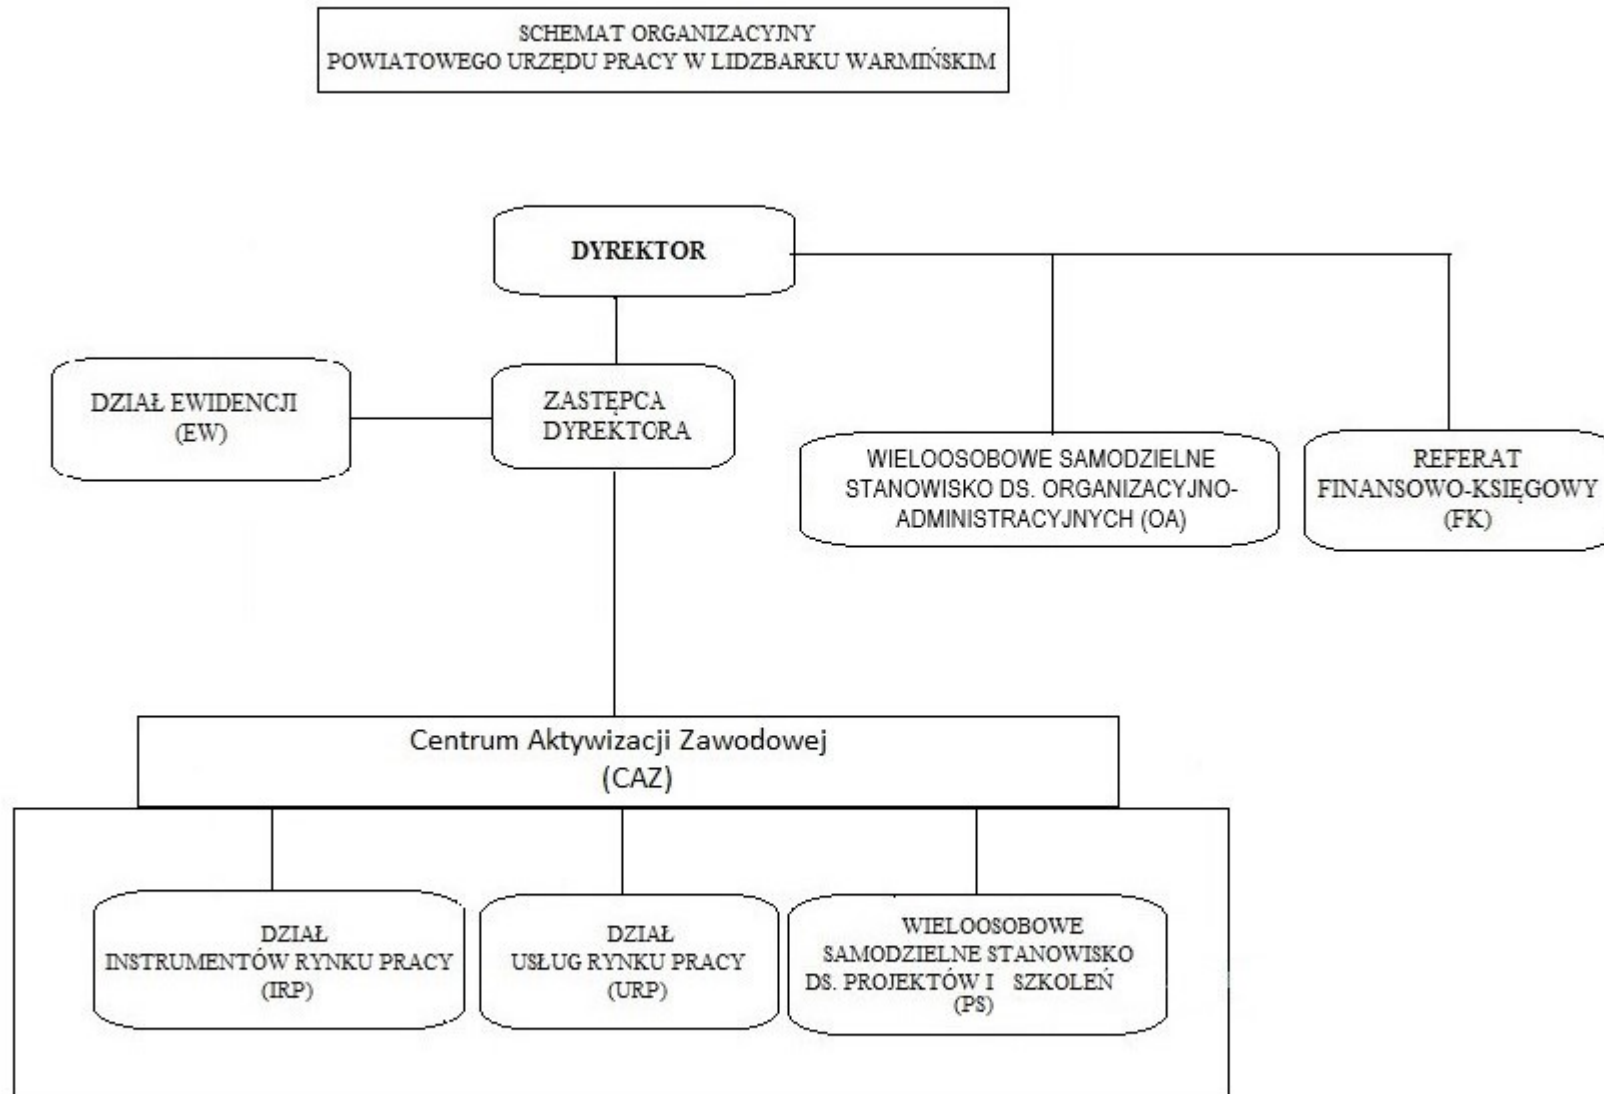 SCHEMAT ORGANIZACYJNY
POWIATOWEGO URZĘDU PRACY W LIDZBARKU WARMIŃSKIM
DYREKTOR
DZIAŁ EWIDENCJI
(EW)
ZASTĘPCA
DYREKTORA
WIELOOSOBOWE SAMODZIELNE
STANOWISKO DS. ORGANIZACYJNO-
ADMINISTRACYJNYCH (OA)
REFERAT
FINANSOWO-KSIĘGOWY
(FK)
Centrum Aktywizacji Zawodowej
(CAZ)
DZIAŁ
INSTRUMENTÓW RYNKU PRACY
(IRP)
DZIAŁ
USŁUG RYNKU PRACY
(URP)
WIELOOSOBOWE
SAMODZIELNE STANOWISKO
DS. PROJEKTÓW I SZKOLEŃ
(PS)